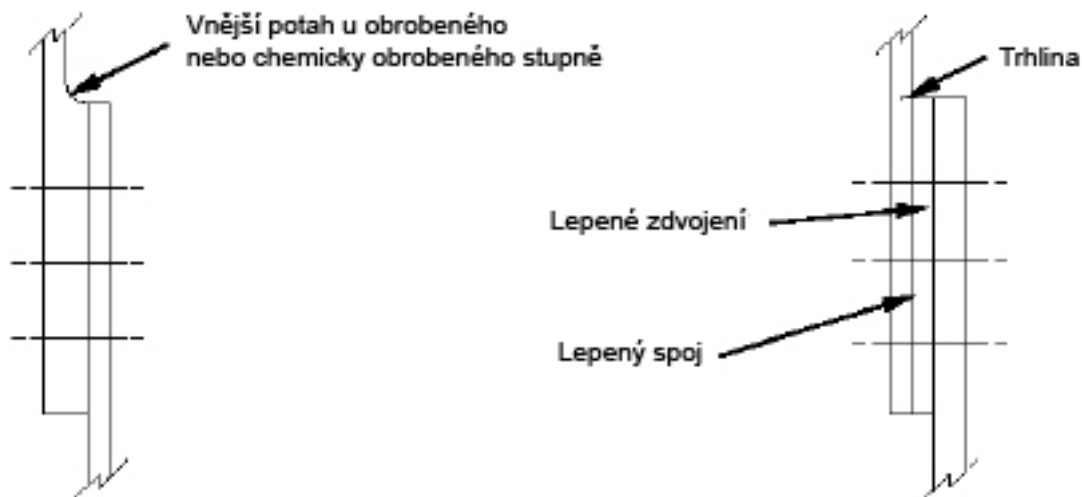 Vnější potah u obrobeného
nebo chemicky obrobeného stupně
Trhlina
Lepené zdvojení
Lepený spoj